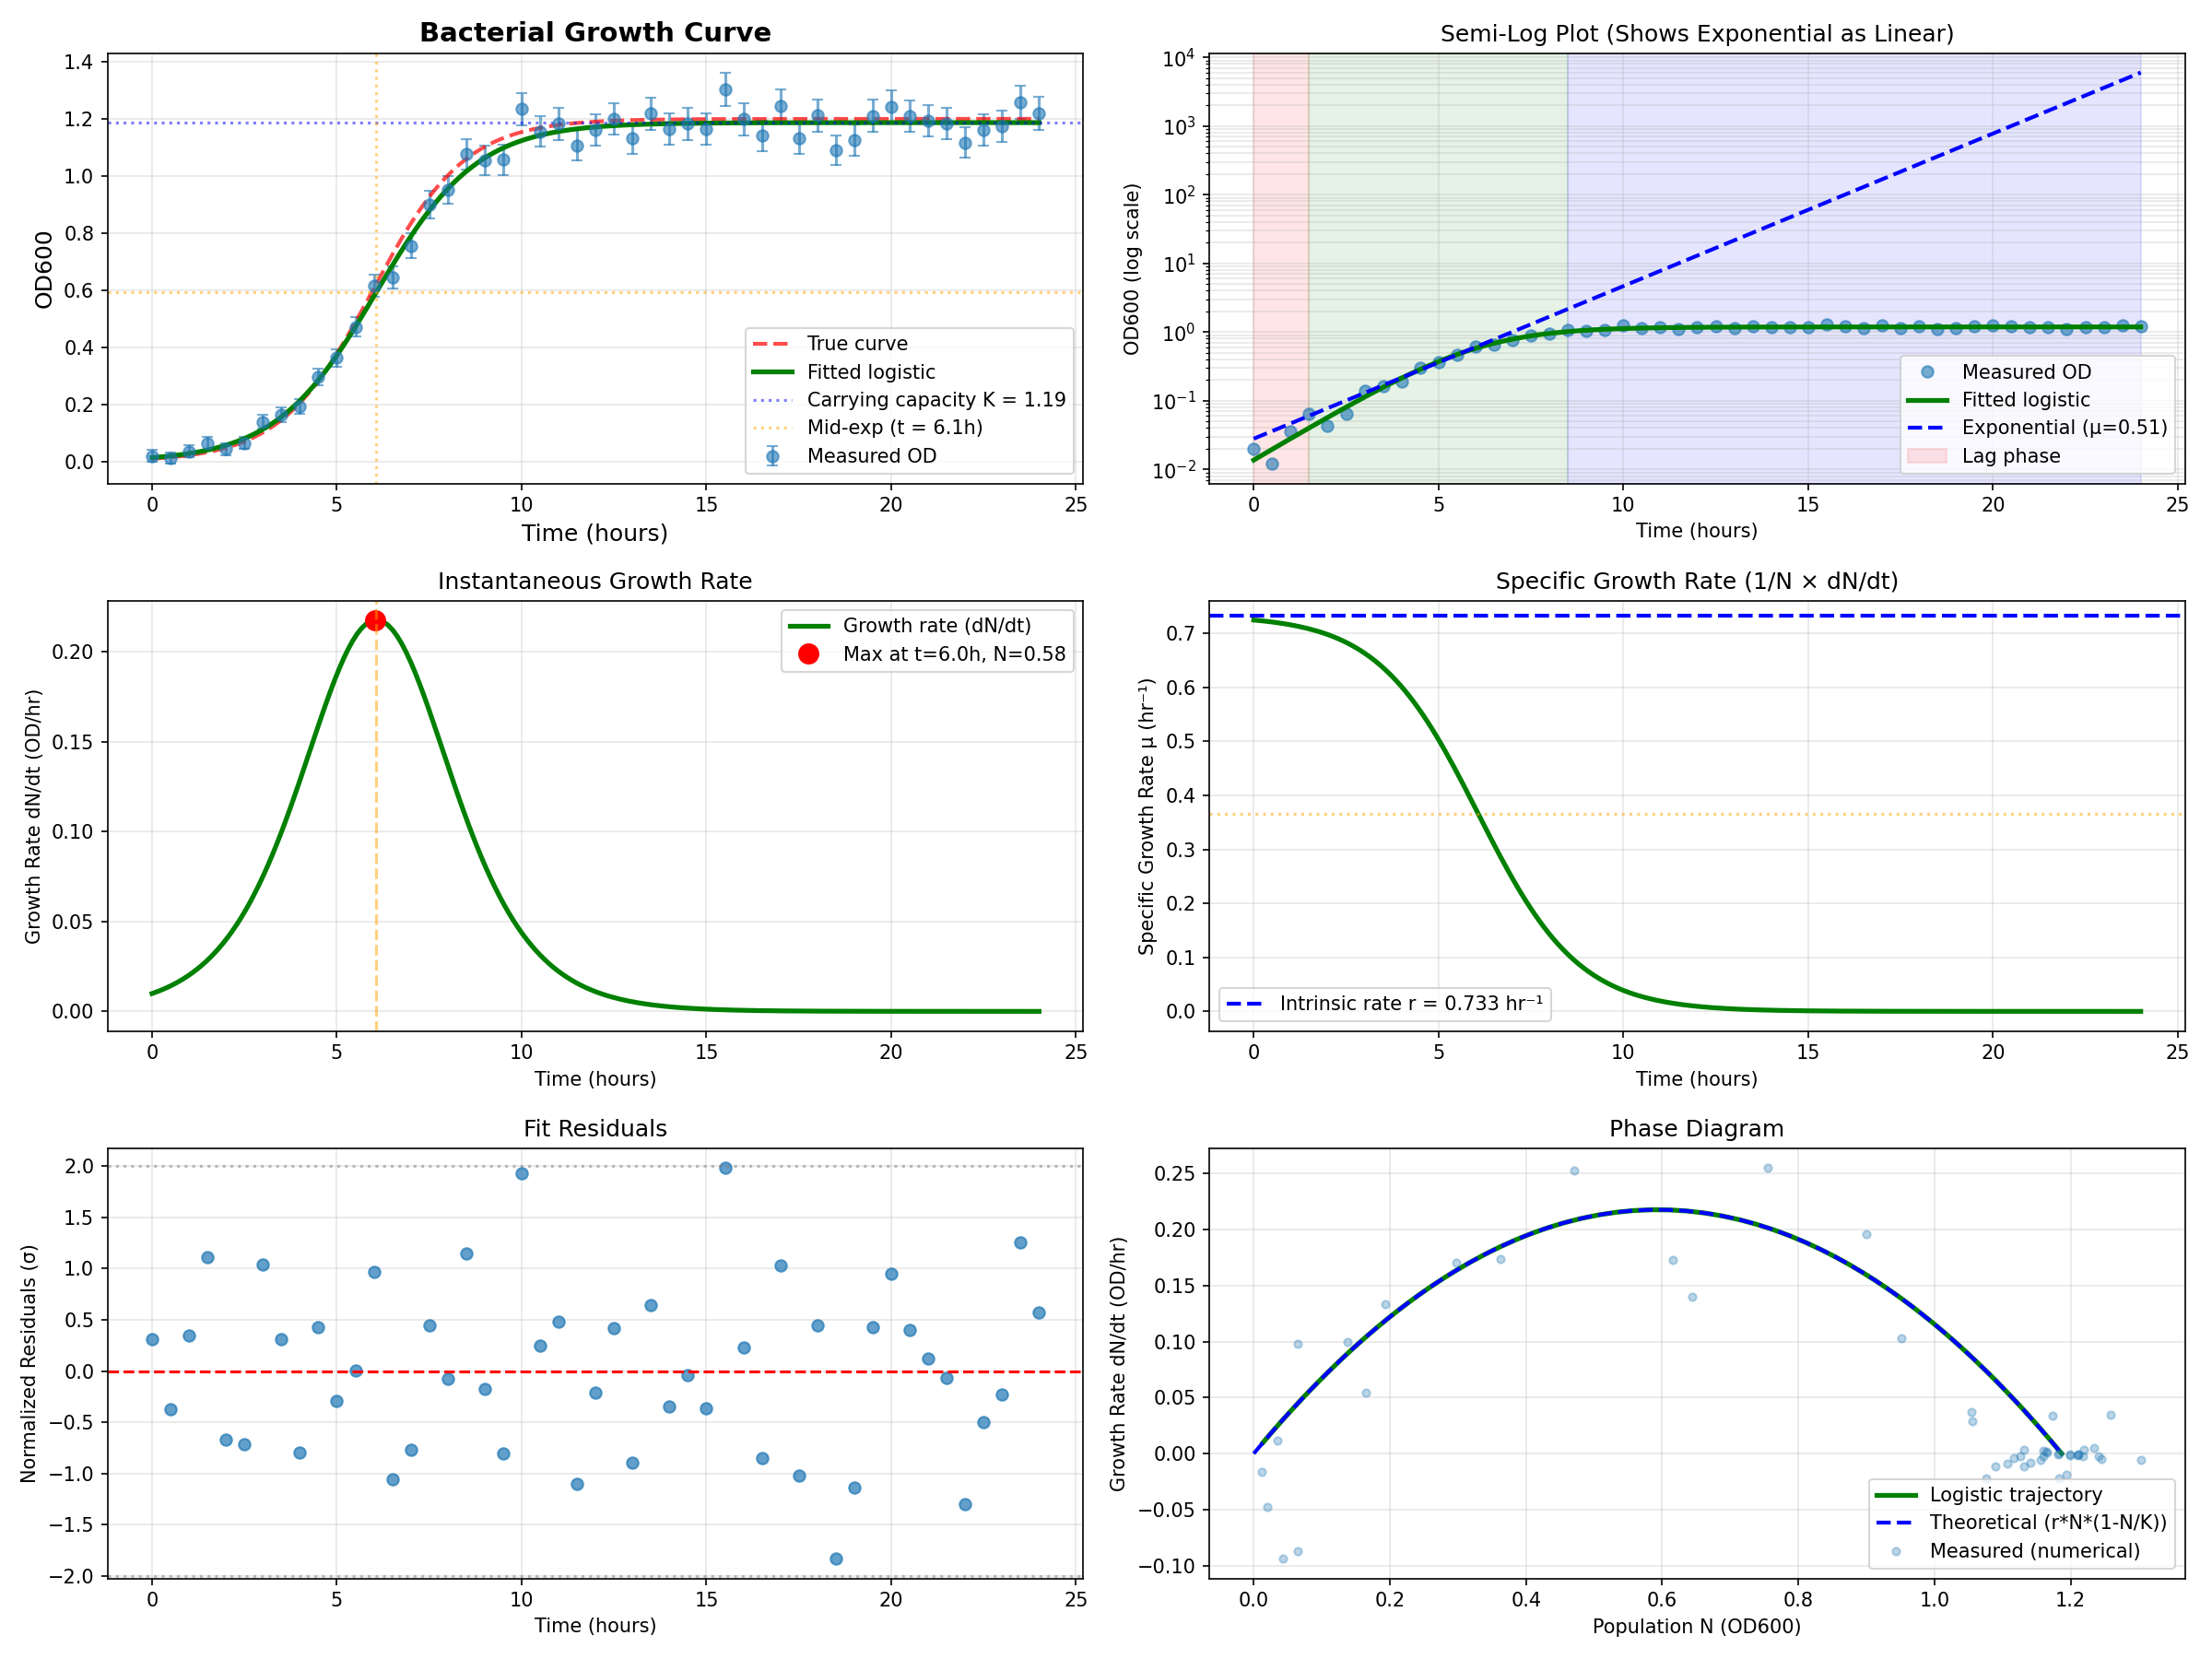 Bacterial Growth Curve
OD600
1.4
1.2
1.0
0.8
0.6
0.4
0.2
0.0
True curve
Fitted logistic
Carrying capacity K = 1.19
Mid-exp (t = 6.1h)
Measured OD
0 5 10 15 20 25
Time (hours)
Semi-Log Plot (Shows Exponential as Linear)
OD600 (log scale)
10⁴
10³
10²
10¹
10⁰
10⁻¹
10⁻²
Measured OD
Fitted logistic
Exponential (μ=0.51)
Lag phase
0 5 10 15 20 25
Time (hours)
Instantaneous Growth Rate
Growth Rate dN/dt (OD/hr)
0.20
0.15
0.10
0.05
0.00
Growth rate (dN/dt)
Max at t=6.0h, N=0.58
0 5 10 15 20 25
Time (hours)
Specific Growth Rate (1/N × dN/dt)
Specific Growth Rate μ (hr⁻¹)
0.7
0.6
0.5
0.4
0.3
0.2
0.1
0.0
Intrinsic rate r = 0.733 hr⁻¹
0 5 10 15 20 25
Time (hours)
Fit Residuals
Normalized Residuals (σ)
2.0
1.5
1.0
0.5
0.0
−0.5
−1.0
−1.5
−2.0
0 5 10 15 20 25
Time (hours)
Phase Diagram
Growth Rate dN/dt (OD/hr)
0.25
0.20
0.15
0.10
0.05
0.00
−0.05
−0.10
Logistic trajectory
Theoretical (r*N*(1-N/K))
Measured (numerical)
0.0 0.2 0.4 0.6 0.8 1.0 1.2
Population N (OD600)